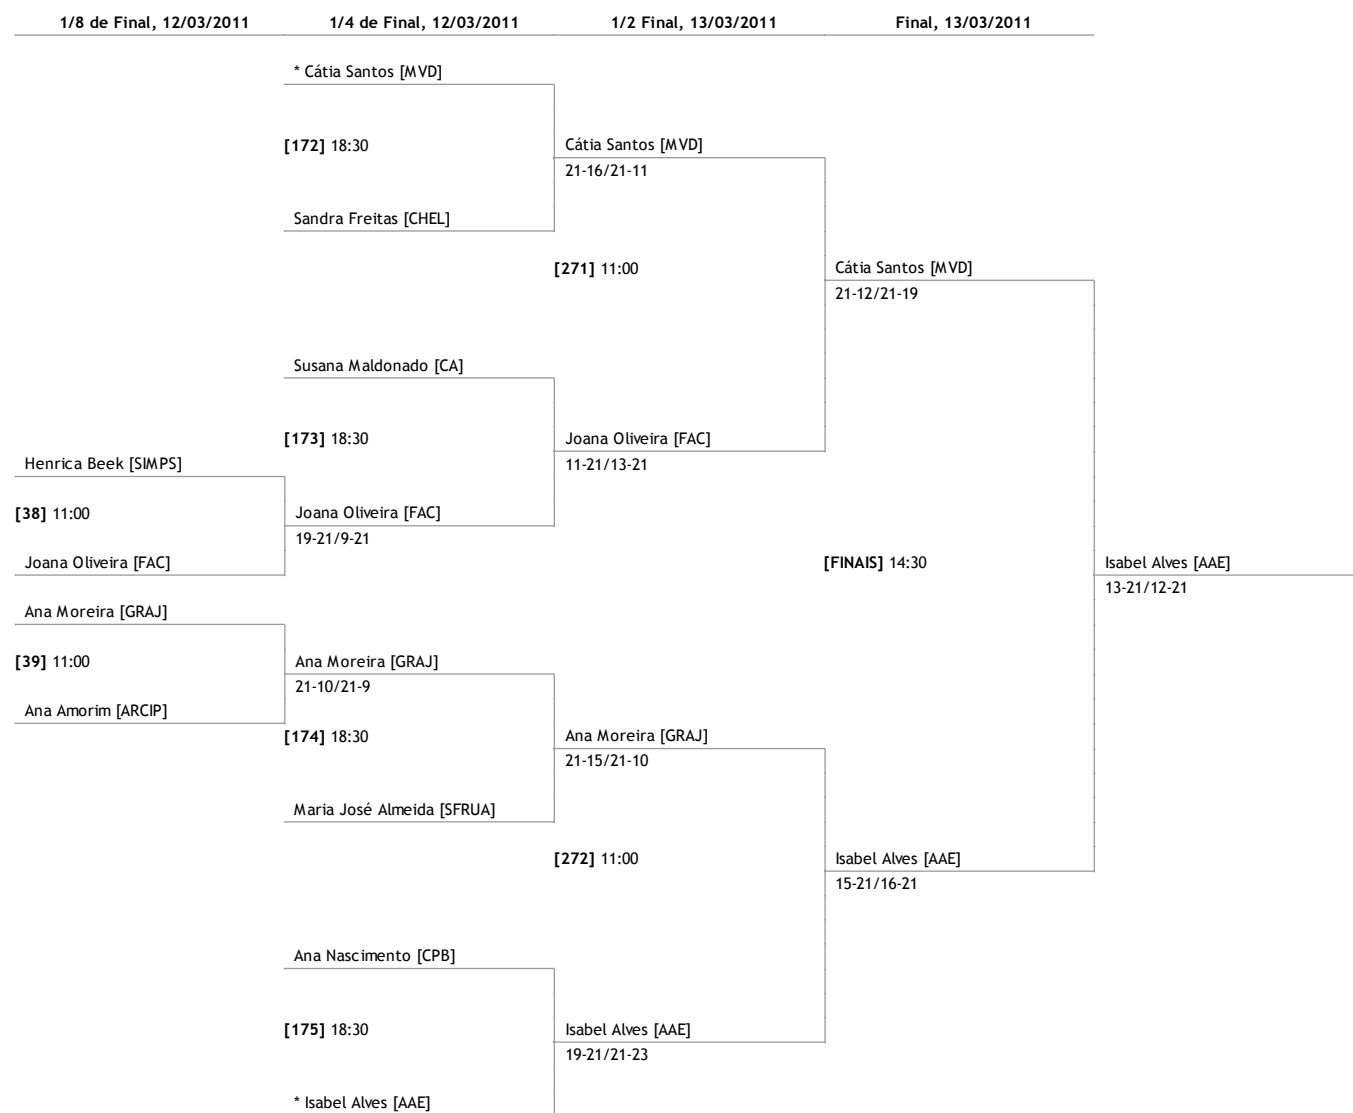 1/8 de Final, 12/03/2011 1/4 de Final, 12/03/2011 1/2 Final, 13/03/2011 Final, 13/03/2011
* Cátia Santos [MVD]
[172] 18:30 Cátia Santos [MVD]
21-16/21-11
Sandra Freitas [CHEL]
[271] 11:00 Cátia Santos [MVD]
21-12/21-19
Susana Maldonado [CA]
[173] 18:30 Joana Oliveira [FAC]
Henrica Beek [SIMPS] 11-21/13-21
[38] 11:00 Joana Oliveira [FAC]
19-21/9-21
Joana Oliveira [FAC] [FINAIS] 14:30 Isabel Alves [AAE]
13-21/12-21
Ana Moreira [GRAJ]
[39] 11:00 Ana Moreira [GRAJ]
21-10/21-9
Ana Amorim [ARCIP]
[174] 18:30 Ana Moreira [GRAJ]
21-15/21-10
Maria José Almeida [SFRUA]
[272] 11:00 Isabel Alves [AAE]
15-21/16-21
Ana Nascimento [CPB]
[175] 18:30 Isabel Alves [AAE]
19-21/21-23
* Isabel Alves [AAE]